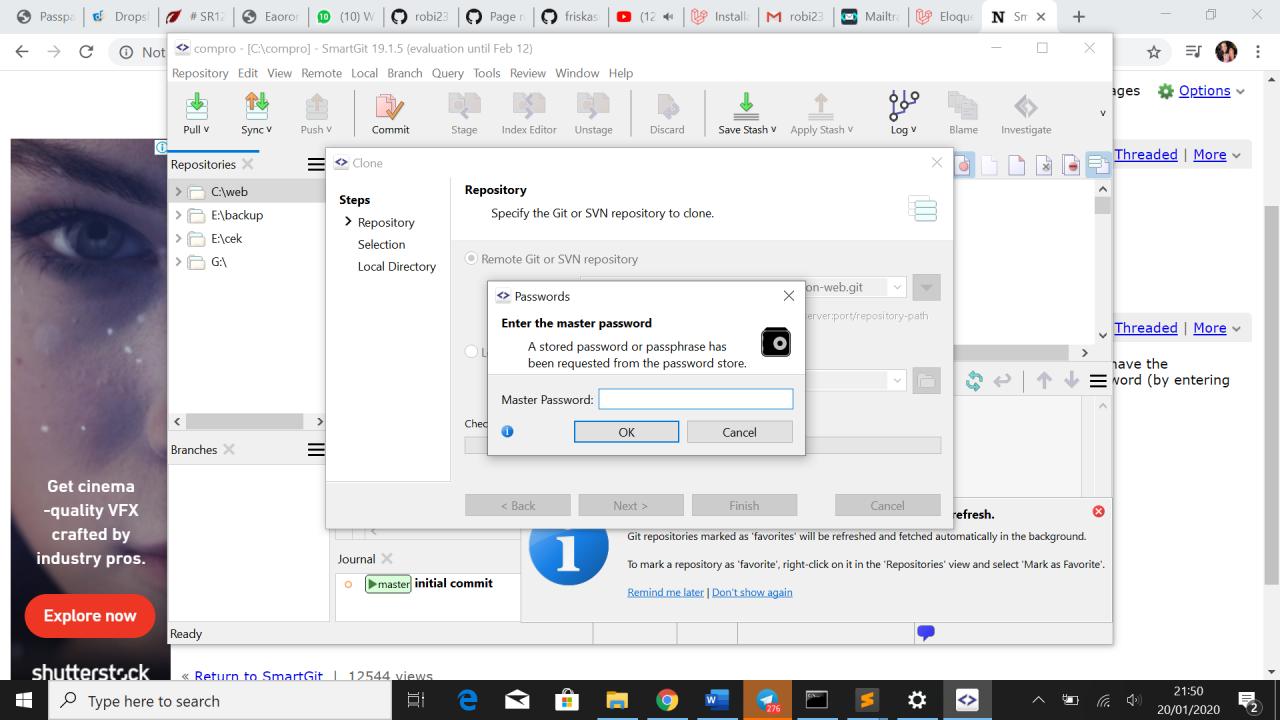 Passpa
Dropb
# SR12
Eaoror
(10) W
robi23
Page n
friskas
(12
Installa
robi23
Mailtra
Eloque
Sm
Not
compro - [C:\compro] - SmartGit 19.1.5 (evaluation until Feb 12)
Repository Edit View Remote Local Branch Query Tools Review Window Help
Pull Sync Push Commit Stage Index Editor Unstage Discard Save Stash Apply Stash Log Blame Investigate
ages Options
Threaded | More
Repositories
C:\web
E:\backup
E:\cek
G:\
Branches
Clone
Steps
Repository
Selection
Local Directory
Repository
Specify the Git or SVN repository to clone.
Remote Git or SVN repository
on-web.git
server:port/repository-path
L
Chec
Passwords
Enter the master password
A stored password or passphrase has
been requested from the password store.
Master Password:
OK Cancel
< Back Next > Finish Cancel
Threaded | More
have the
word (by entering
refresh.
Git repositories marked as 'favorites' will be refreshed and fetched automatically in the background.
To mark a repository as 'favorite', right-click on it in the 'Repositories' view and select 'Mark as Favorite'.
Remind me later | Don't show again
Journal
master initial commit
Ready
Get cinema
-quality VFX
crafted by
industry pros.
Explore now
shutterstock
« Return to SmartGit | 12544 views
Type here to search
276
21:50
20/01/2020
2